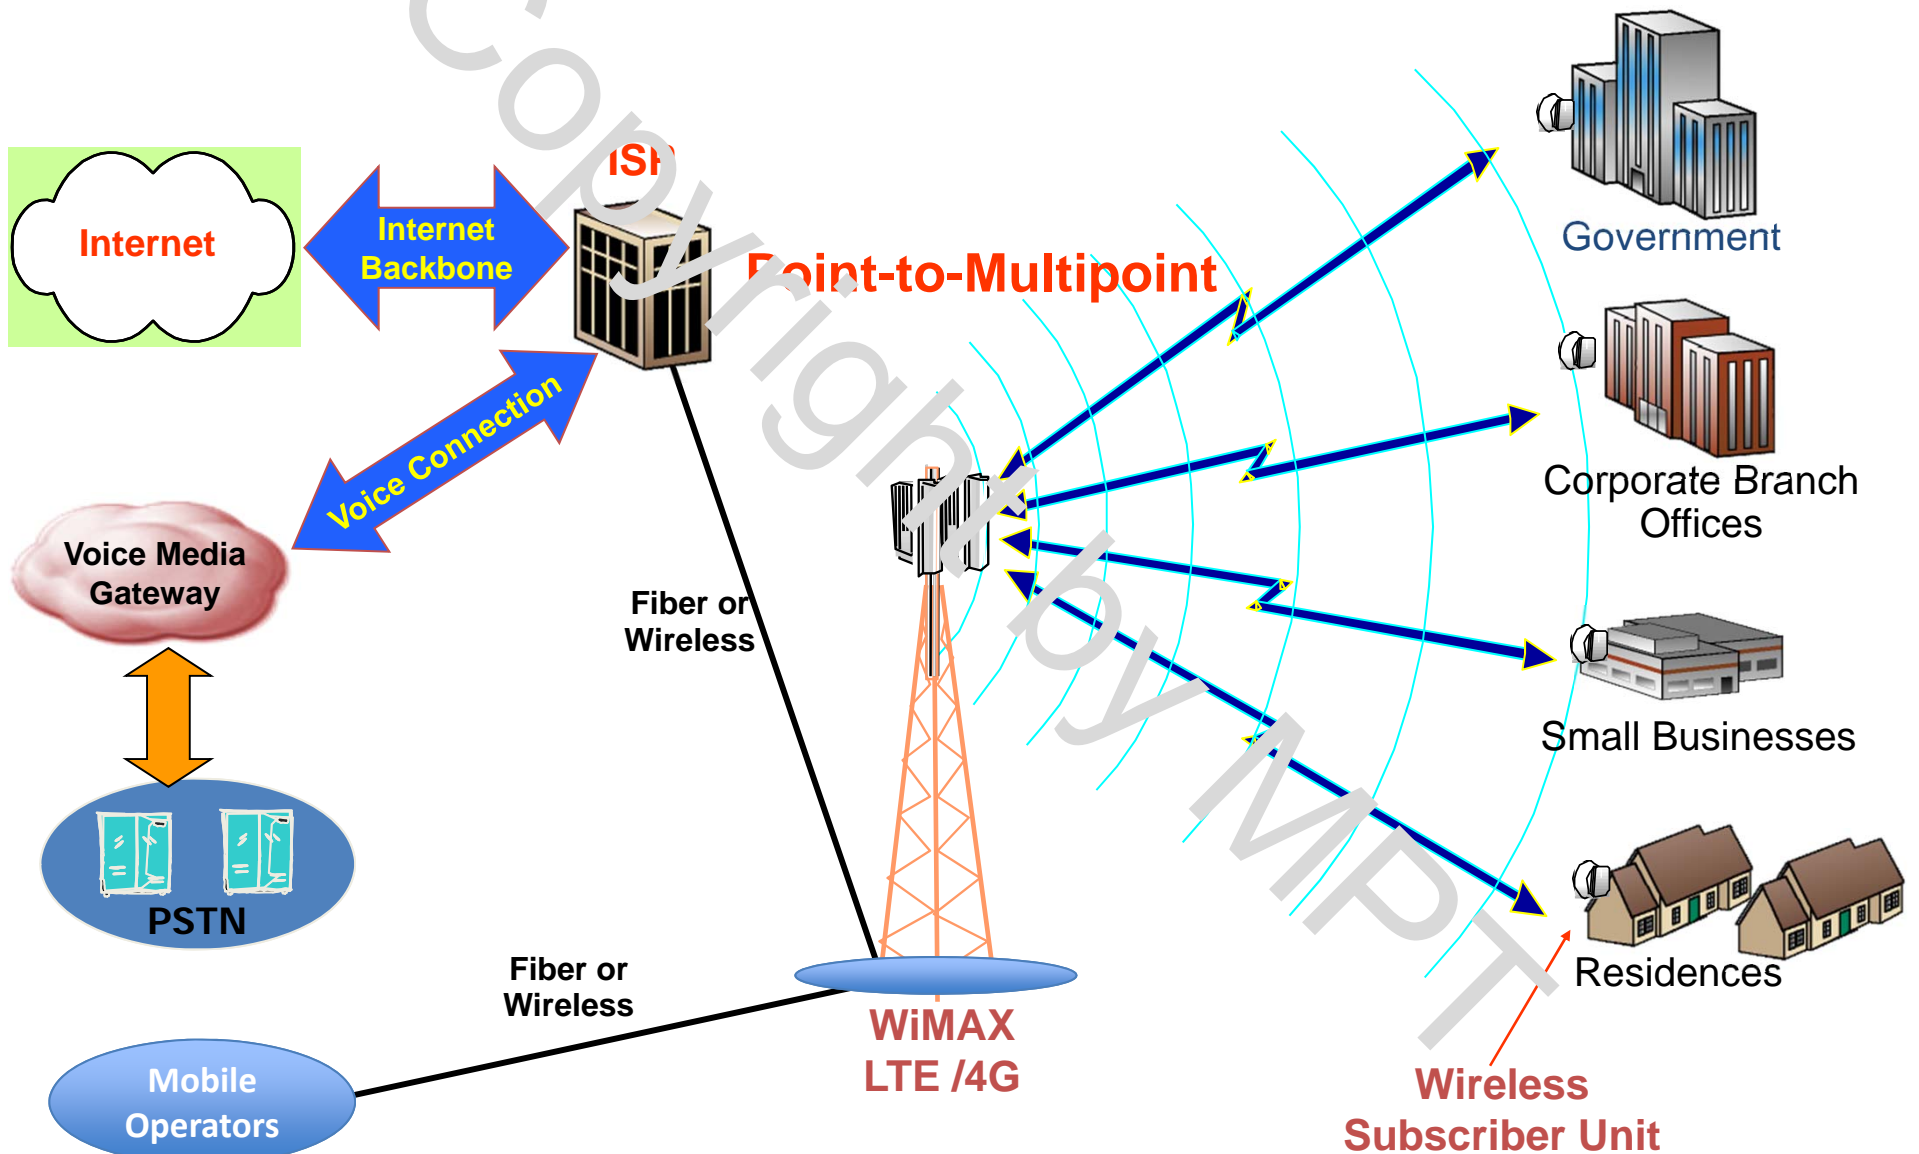 Copyright by MPT
ISP
Internet
Internet
Backbone
Point-to-Multipoint
Government
Voice Connection
Corporate Branch
Offices
Voice Media
Gateway
Fiber or
Wireless
Small Businesses
PSTN
Fiber or
Wireless
Residences
WiMAX
LTE /4G
Mobile
Operators
Wireless
Subscriber Unit